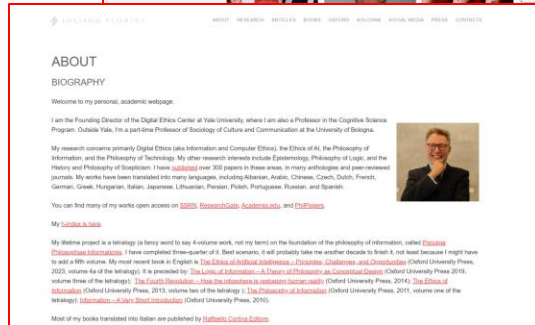 LUCIANO FLORIDI
ABOUT RESEARCH ARTICLES BOOKS OXFORD BOLOGNA SOCIAL MEDIA PRESS CONTACTS
ABOUT
BIOGRAPHY
Welcome to my personal, academic webpage.
I am the Founding Director of the Digital Ethics Center at Yale University, where I am also a Professor in the Cognitive Science
Program. Outside Yale, I'm a part-time Professor of Sociology of Culture and Communication at the University of Bologna.
My research concerns primarily Digital Ethics (aka Information and Computer Ethics), the Ethics of AI, the Philosophy of
Information, and the Philosophy of Technology. My other research interests include Epistemology, Philosophy of Logic, and the
History and Philosophy of Scepticism. I have published over 300 papers in these areas, in many anthologies and peer-reviewed
journals. My works have been translated into many languages, including Albanian, Arabic, Chinese, Czech, Dutch, French,
German, Greek, Hungarian, Italian, Japanese, Lithuanian, Persian, Polish, Portuguese, Russian, and Spanish.
You can find many of my works open access on SSRN, ResearchGate, Academia.edu, and PhilPapers.
My h-index is here.
My lifetime project is a tetralogy (a fancy word to say 4-volume work, not my term) on the foundation of the philosophy of information, called Principia
Philosophiae Informationis. I have completed three-quarter of it. Best scenario, it will probably take me another decade to finish it, not least because I might have
to add a fifth volume. My most recent book in English is The Ethics of Artificial Intelligence – Principles, Challenges, and Opportunities (Oxford University Press,
2023, volume 4a of the tetralogy). It is preceded by: The Logic of Information – A Theory of Philosophy as Conceptual Design (Oxford University Press 2019,
volume three of the tetralogy); The Fourth Revolution – How the infosphere is reshaping human reality (Oxford University Press, 2014); The Ethics of
Information (Oxford University Press, 2013, volume two of the tetralogy ); The Philosophy of Information (Oxford University Press, 2011, volume one of the
tetralogy); Information – A Very Short Introduction (Oxford University Press, 2010).
Most of my books translated into Italian are published by Raffaello Cortina Editore.